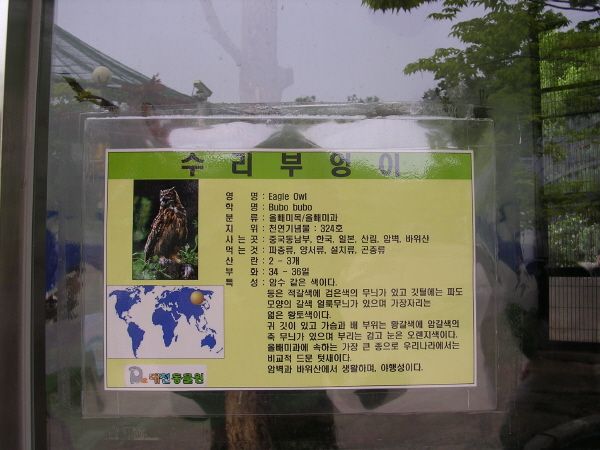 수리부엉이
영 명 : Eagle Owl
학 명 : Bubo bubo
분 류 : 올빼미목/올빼미과
지 위 : 천연기념물 : 324호
사 는 곳 : 중국동남부, 한국, 일본, 산림, 암벽, 바위산
먹 는 것 : 파충류, 양서류, 설치류, 곤충류
산 란 : 2 - 3개
부 화 : 34 - 36일
특 성 : 암수 같은 색이다.
등은 적갈색에 검은색의 무늬가 있고 깃털에는 파도
모양의 갈색 얼룩무늬가 있으며 가장자리는
엷은 황토색이다.
귀 깃이 있고 가슴과 배 부위는 황갈색에 암갈색의
축 무늬가 있으며 부리는 검고 눈은 오렌지색이다.
올빼미과에 속하는 가장 큰 종으로 우리나라에서는
비교적 드문 텃새이다.
암벽과 바위산에서 생활하며, 야행성이다.
대전동물원